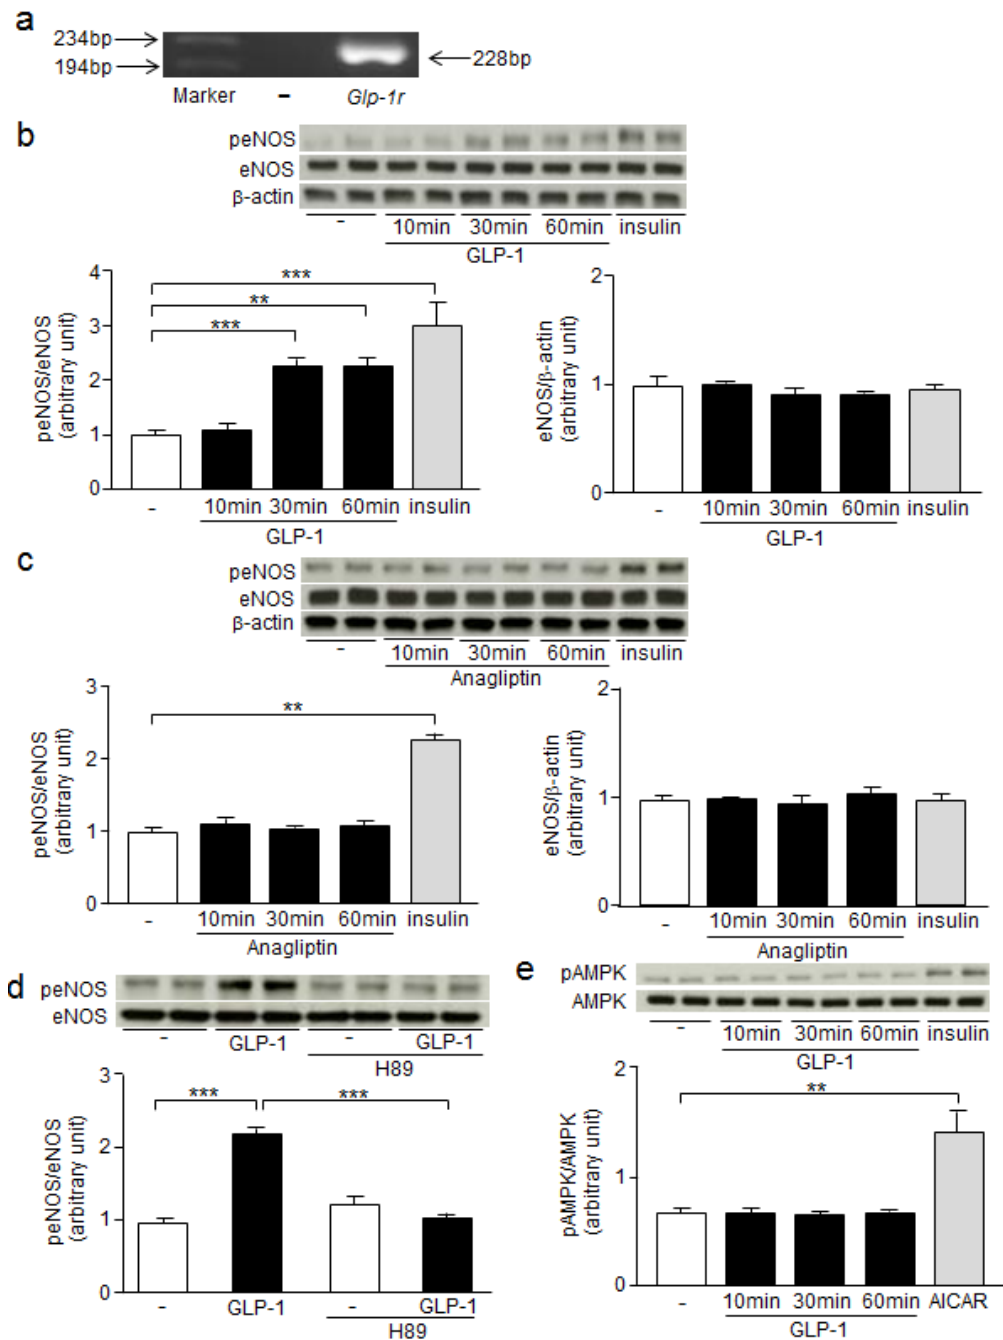 a
234bp
194bp
228bp
Marker - Glp-1r
b
peNOS
eNOS
β-actin
- 10min 30min 60min insulin
GLP-1
peNOS/eNOS
(arbitrary unit)
4
3
2
1
0
***
**
***
- 10min 30min 60min insulin
GLP-1
eNOS/β-actin
(arbitrary unit)
2
1
0
- 10min 30min 60min insulin
GLP-1
c
peNOS
eNOS
β-actin
- 10min 30min 60min insulin
Anagliptin
peNOS/eNOS
(arbitrary unit)
3
2
1
0
**
- 10min 30min 60min insulin
Anagliptin
eNOS/β-actin
(arbitrary unit)
2
1
0
- 10min 30min 60min insulin
Anagliptin
d
peNOS
eNOS
- GLP-1 - GLP-1
H89
peNOS/eNOS
(arbitrary unit)
3
2
1
0
*** ***
- GLP-1 - GLP-1
H89
e
pAMPK
AMPK
- 10min 30min 60min insulin
GLP-1
pAMPK/AMPK
(arbitrary unit)
2
1
0
**
- 10min 30min 60min AICAR
GLP-1